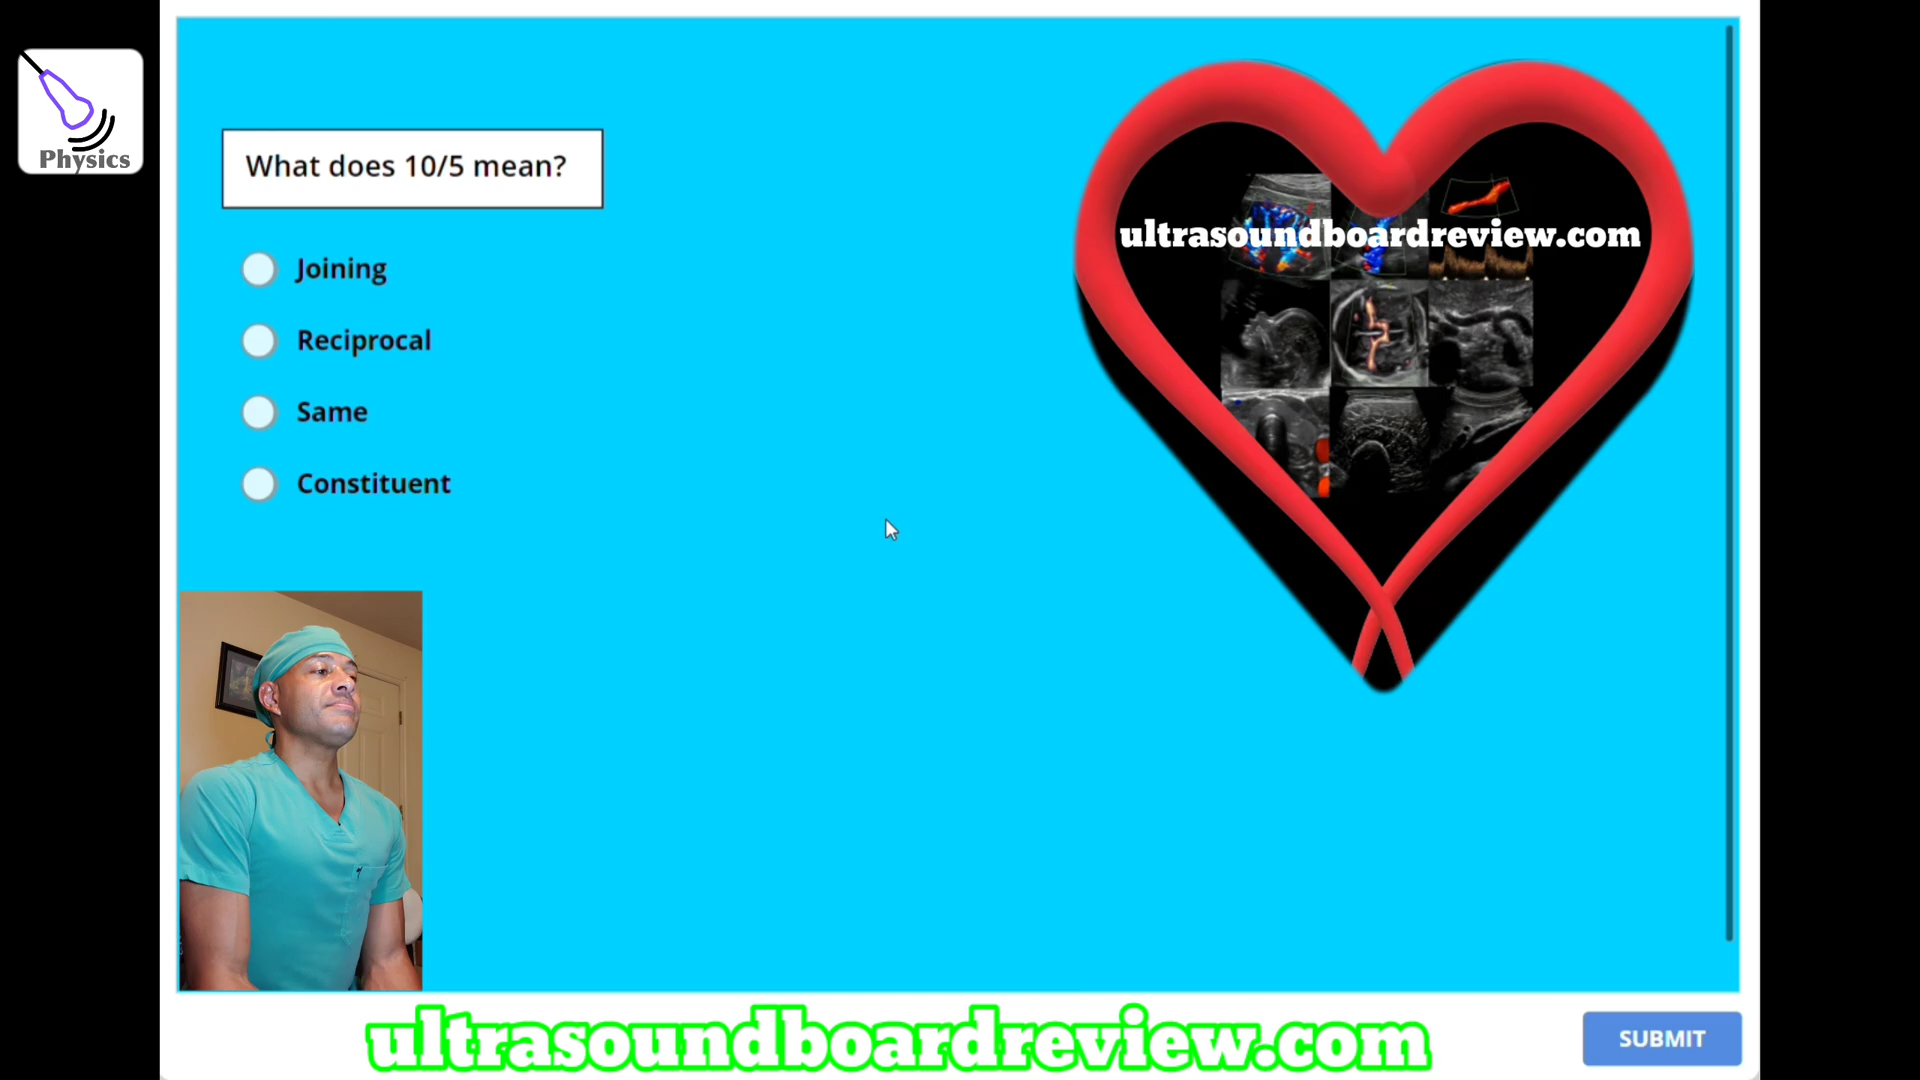 Physics
What does 10/5 mean?
ultrasoundboardreview.com
Joining
Reciprocal
Same
Constituent
ultrasoundboardreview.com
SUBMIT